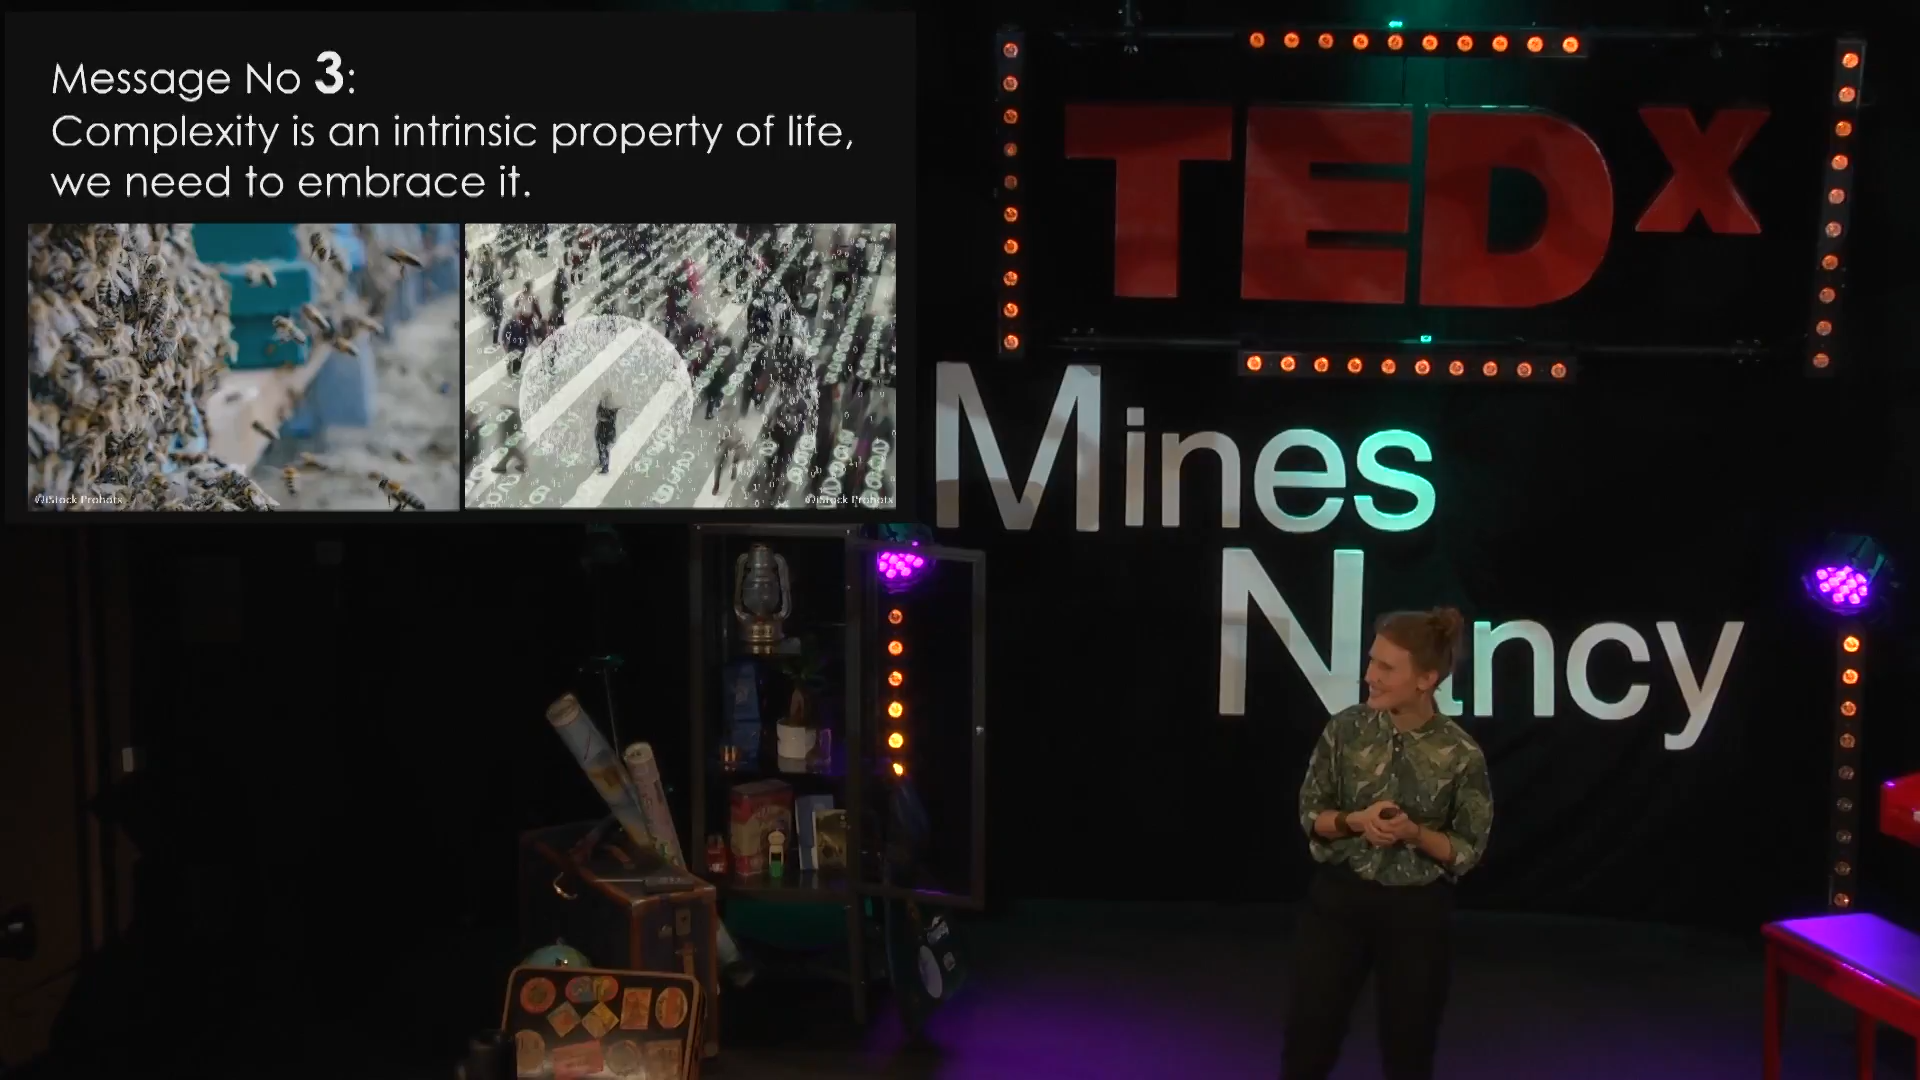 Message No 3:
Complexity is an intrinsic property of life,
we need to embrace it.
TEDx
Mines
Nancy